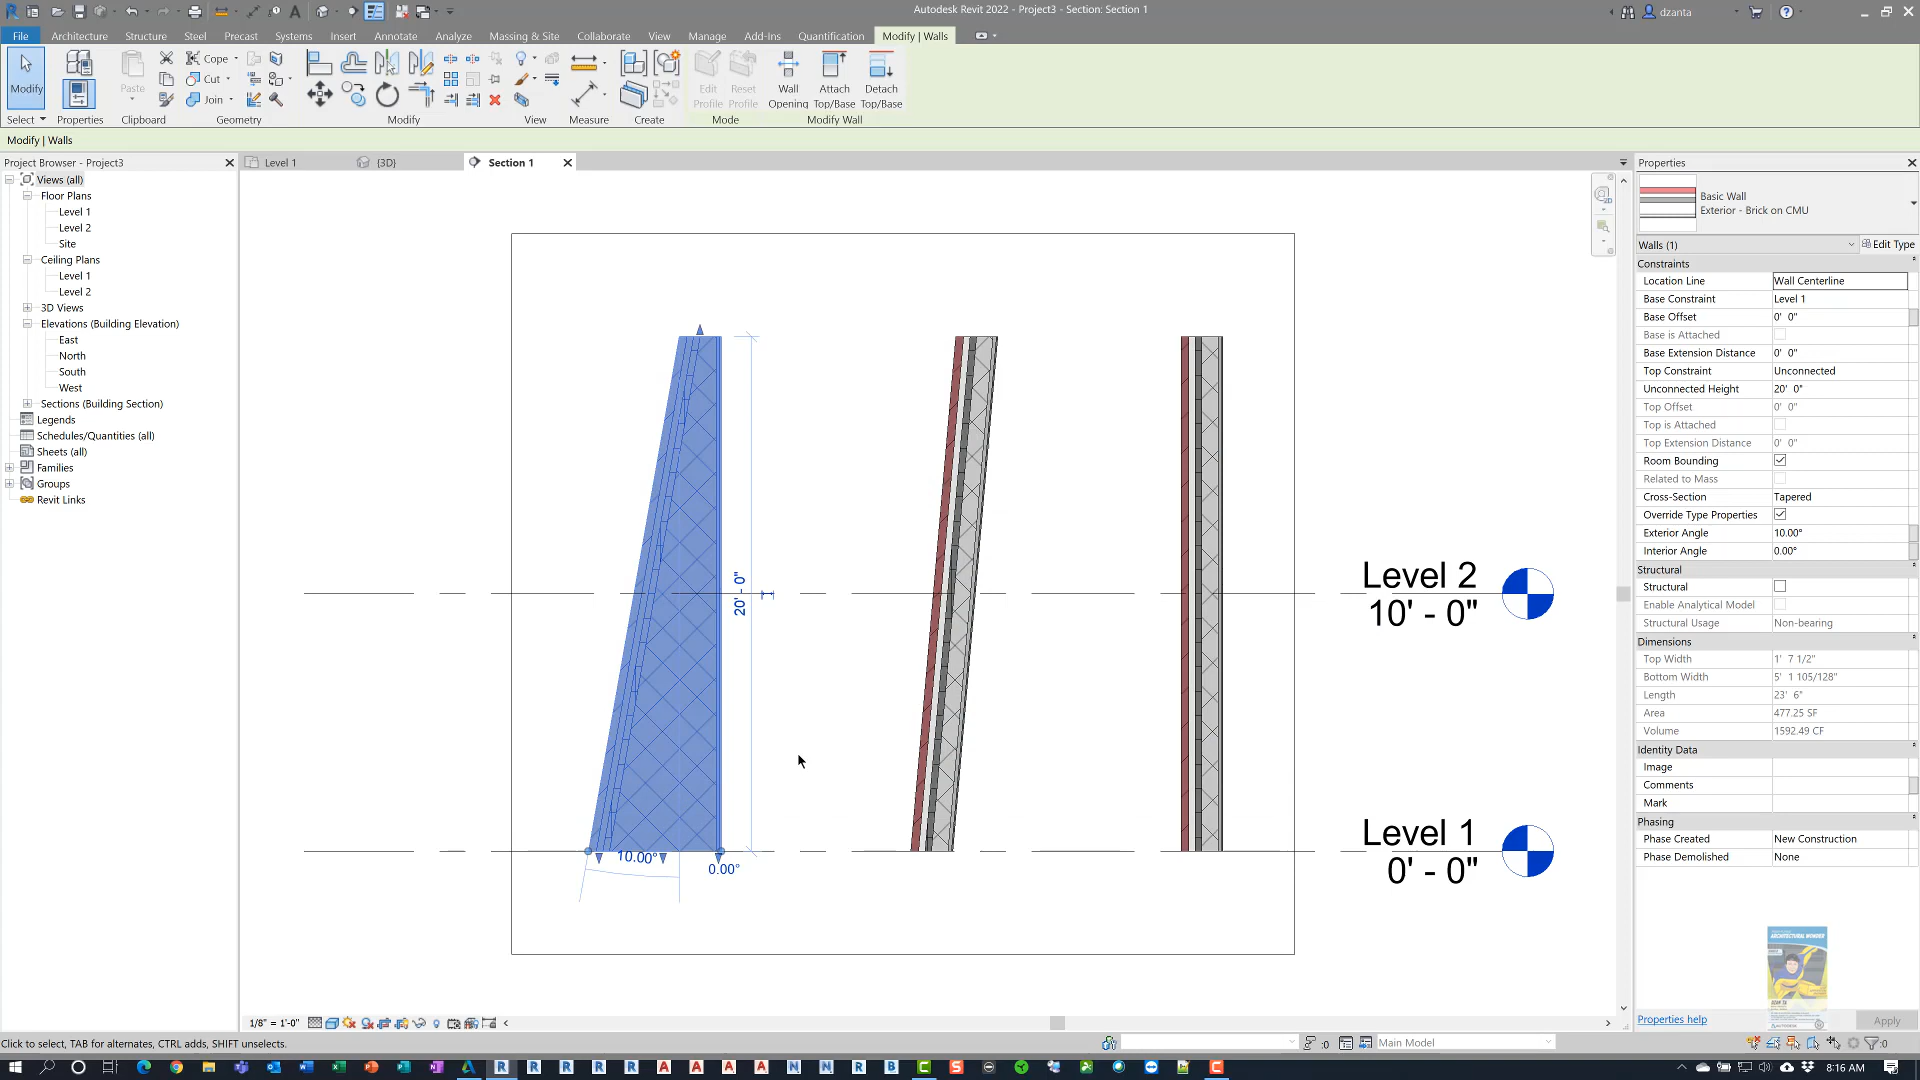 Autodesk Revit 2022 - Project3 - Section: Section 1
dzanta
File Architecture Structure Steel Precast Systems Insert Annotate Analyze Massing & Site Collaborate View Manage Add-Ins Quantification Modify | Walls
Modify
Paste
Cope
Cut
Join
Edit Profile
Reset Profile
Wall Opening
Attach Top/Base
Detach Top/Base
Select Properties Clipboard Geometry Modify View Measure Create Mode Modify Wall
Modify | Walls
Project Browser - Project3
Level 1
{3D}
Section 1
Views (all)
Floor Plans
Level 1
Level 2
Site
Ceiling Plans
Level 1
Level 2
3D Views
Elevations (Building Elevation)
East
North
South
West
Sections (Building Section)
Legends
Schedules/Quantities (all)
Sheets (all)
Families
Groups
Revit Links
20' - 0"
10.00°
0.00°
Level 2
10' - 0"
Level 1
0' - 0"
Properties
Basic Wall
Exterior - Brick on CMU
Walls (1)
Edit Type
Constraints
Location Line Wall Centerline
Base Constraint Level 1
Base Offset 0' 0"
Base is Attached
Base Extension Distance 0' 0"
Top Constraint Unconnected
Unconnected Height 20' 0"
Top Offset 0' 0"
Top is Attached
Top Extension Distance 0' 0"
Room Bounding
Related to Mass
Cross-Section Tapered
Override Type Properties
Exterior Angle 10.00°
Interior Angle 0.00°
Structural
Structural
Enable Analytical Model
Structural Usage Non-bearing
Dimensions
Top Width 1' 7 1/2"
Bottom Width 5' 1 105/128"
Length 23' 6"
Area 477.25 SF
Volume 1592.49 CF
Identity Data
Image
Comments
Mark
Phasing
Phase Created New Construction
Phase Demolished None
ARCHITECTURAL WONDER
AUTODESK
Properties help
Apply
1/8" = 1'-0"
Click to select, TAB for alternates, CTRL adds, SHIFT unselects.
:0
Main Model
:0
8:16 AM